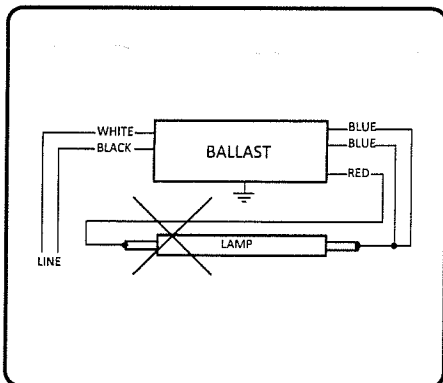 WHITE
BLUE
BLACK
BALLAST
BLUE
RED
LAMP
LINE